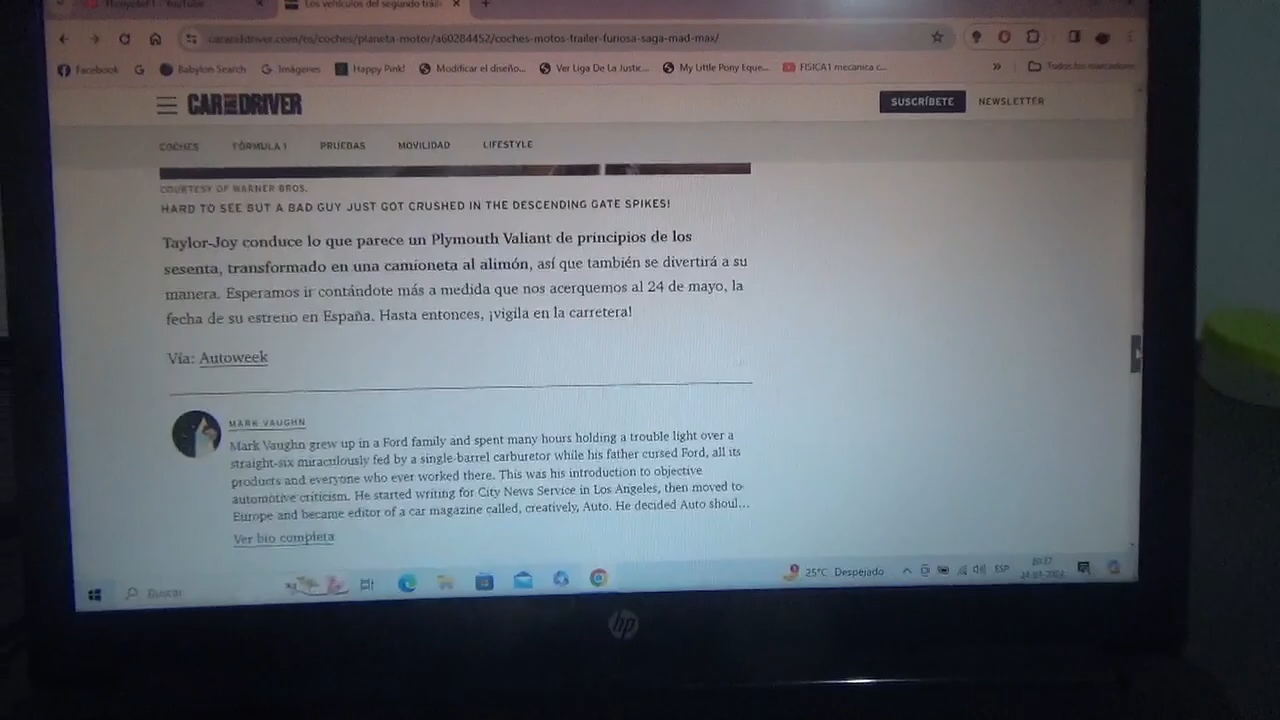 Los vehículos del segundo trái
caranddriver.com/es/coches/planeta-motor/a60284452/coches-motos-trailer-furiosa-saga-mad-max/
Facebook
Babylon Search
Imágenes
Happy Pink!
Modificar el diseño...
Ver Liga De La Justic...
My Little Pony Eque...
FISICA1 mecanica c...
»
Todos los marcadores
CAR AND DRIVER
SUSCRÍBETE
NEWSLETTER
COCHES
FÓRMULA 1
PRUEBAS
MOVILIDAD
LIFESTYLE
COURTESY OF WARNER BROS.
HARD TO SEE BUT A BAD GUY JUST GOT CRUSHED IN THE DESCENDING GATE SPIKES!
Taylor-Joy conduce lo que parece un Plymouth Valiant de principios de los
sesenta, transformado en una camioneta al alimón, así que también se divertirá a su
manera. Esperamos ir contándote más a medida que nos acerquemos al 24 de mayo, la
fecha de su estreno en España. Hasta entonces, ¡vigila en la carretera!
Vía: Autoweek
MARK VAUGHN
Mark Vaughn grew up in a Ford family and spent many hours holding a trouble light over a
straight-six miraculously fed by a single-barrel carburetor while his father cursed Ford, all its
products and everyone who ever worked there. This was his introduction to objective
automotive criticism. He started writing for City News Service in Los Angeles, then moved to
Europe and became editor of a car magazine called, creatively, Auto. He decided Auto shoul...
Ver bio completa
Buscar
25°C Despejado
ESP
hp